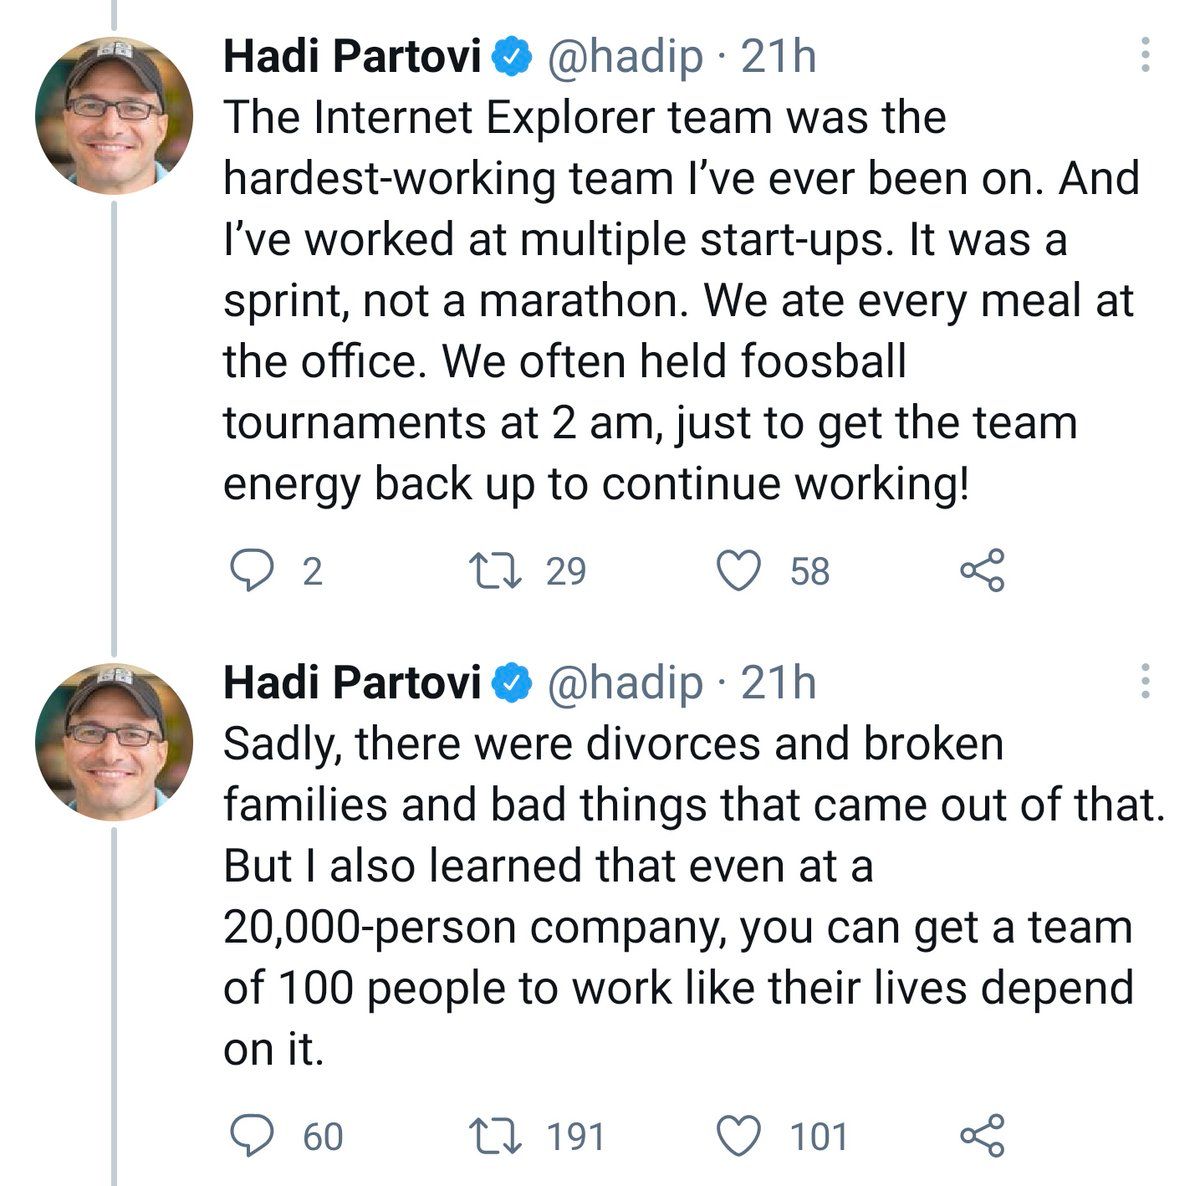 Hadi Partovi @hadip · 21h
The Internet Explorer team was the
hardest-working team I’ve ever been on. And
I’ve worked at multiple start-ups. It was a
sprint, not a marathon. We ate every meal at
the office. We often held foosball
tournaments at 2 am, just to get the team
energy back up to continue working!
2 29 58
Hadi Partovi @hadip · 21h
Sadly, there were divorces and broken
families and bad things that came out of that.
But I also learned that even at a
20,000-person company, you can get a team
of 100 people to work like their lives depend
on it.
60 191 101